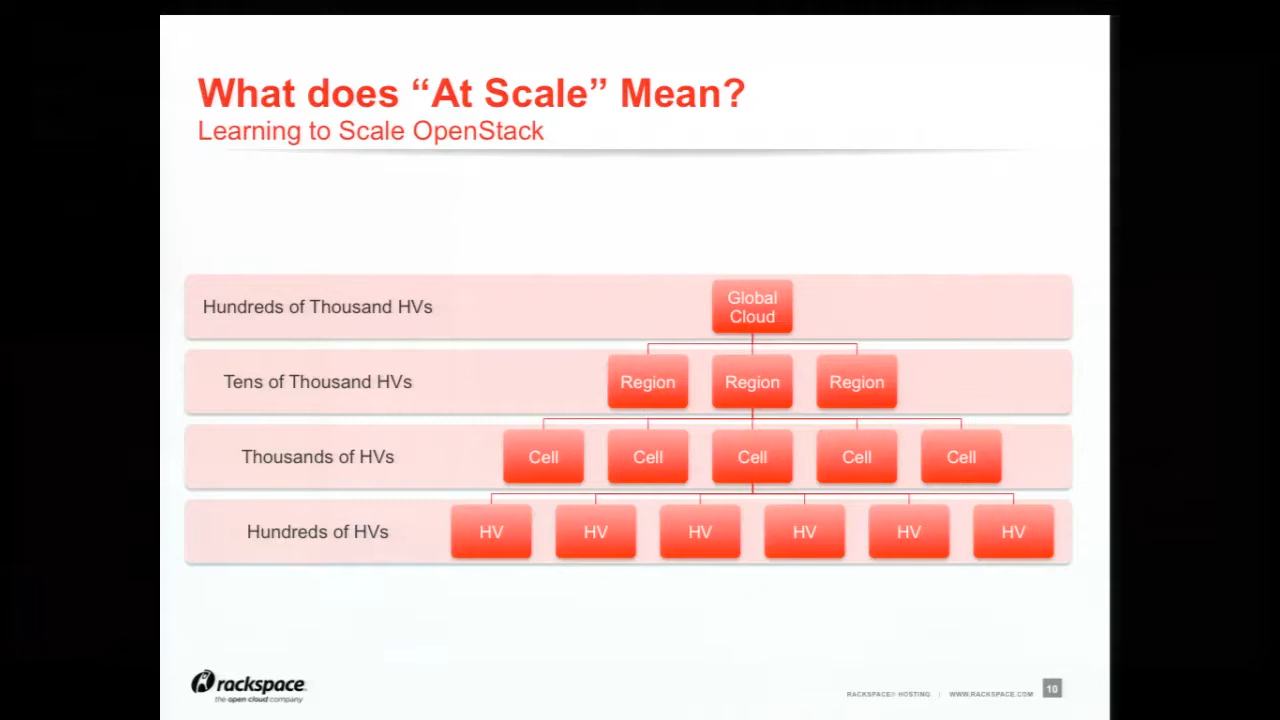 What does “At Scale” Mean?
Learning to Scale OpenStack
Hundreds of Thousand HVs
Global
Cloud
Tens of Thousand HVs
Region
Region
Region
Thousands of HVs
Cell
Cell
Cell
Cell
Cell
Hundreds of HVs
HV
HV
HV
HV
HV
HV
rackspace
the open cloud company
RACKSPACE® HOSTING | WWW.RACKSPACE.COM
10